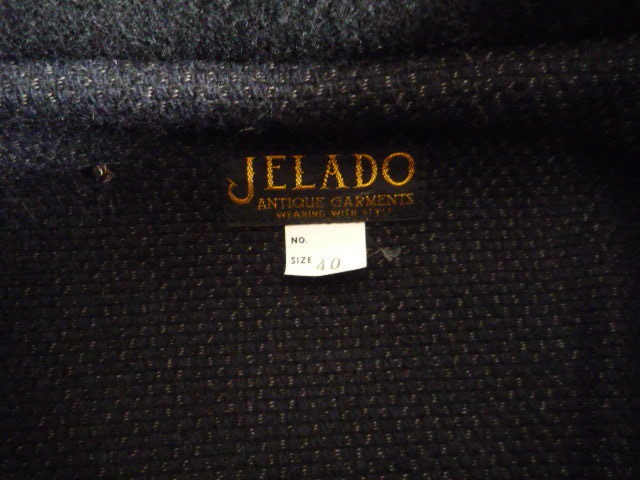 JELADO
ANTIQUE GARMENTS
WEARING WITH STYLE
NO.
SIZE 40